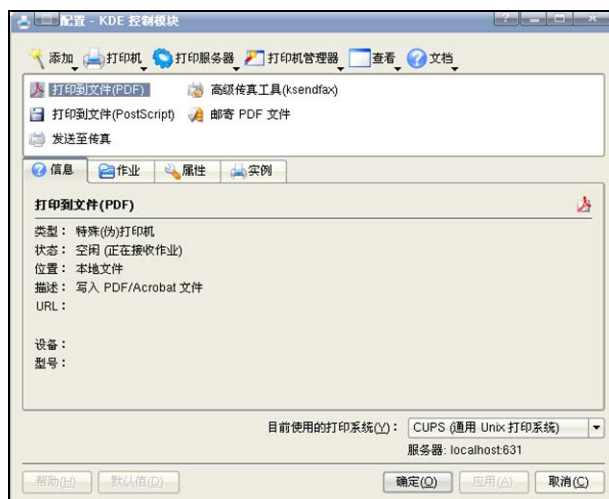 配置 - KDE 控制模块
添加 打印机 打印服务器 打印机管理器 查看 文档
打印到文件(PDF) 高级传真工具(ksendfax)
打印到文件(PostScript) 邮寄 PDF 文件
发送至传真
信息 作业 属性 实例
打印到文件(PDF)
类型： 特殊(伪)打印机
状态： 空闲 (正在接收作业)
位置： 本地文件
描述： 写入 PDF/Acrobat 文件
URL：
设备：
型号：
目前使用的打印系统(Y)： CUPS (通用 Unix 打印系统)
服务器: localhost:631
帮助(H) 默认值(D) 确定(O) 应用(A) 取消(C)